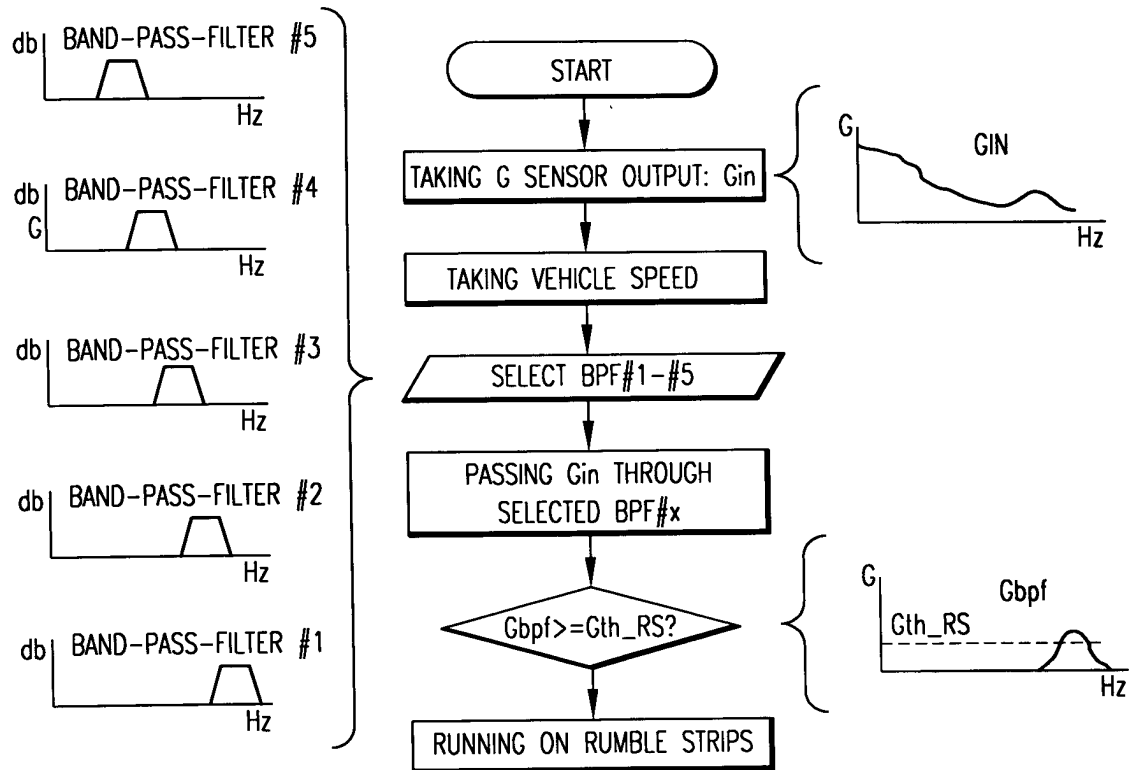 db BAND-PASS-FILTER #5
Hz
db BAND-PASS-FILTER #4
G
Hz
db BAND-PASS-FILTER #3
Hz
db BAND-PASS-FILTER #2
Hz
db BAND-PASS-FILTER #1
Hz
START
TAKING G SENSOR OUTPUT: Gin
TAKING VEHICLE SPEED
SELECT BPF#1-#5
PASSING Gin THROUGH
SELECTED BPF#x
Gbpf>=Gth_RS?
RUNNING ON RUMBLE STRIPS
G
GIN
Hz
G
Gbpf
Gth_RS
Hz